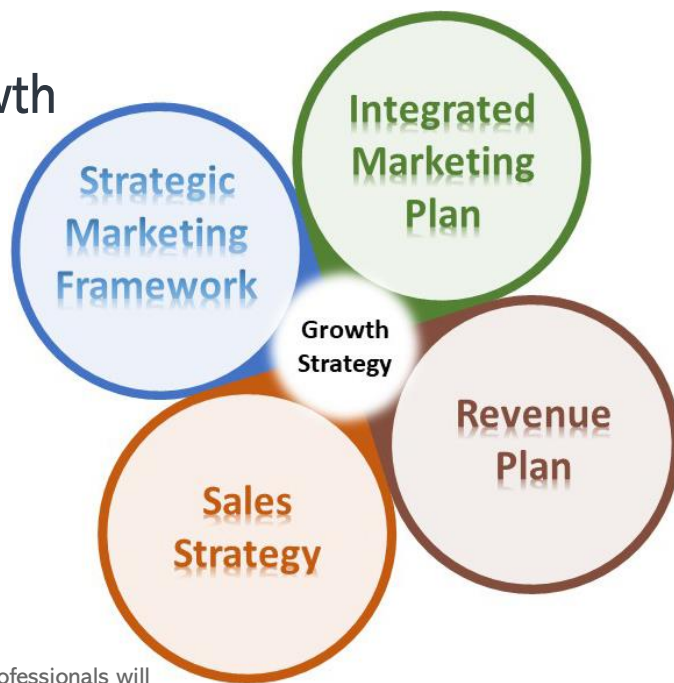 wth
Integrated
Marketing
Plan
Strategic
Marketing
Framework
Growth
Strategy
Revenue
Plan
Sales
Strategy
ofessionals will